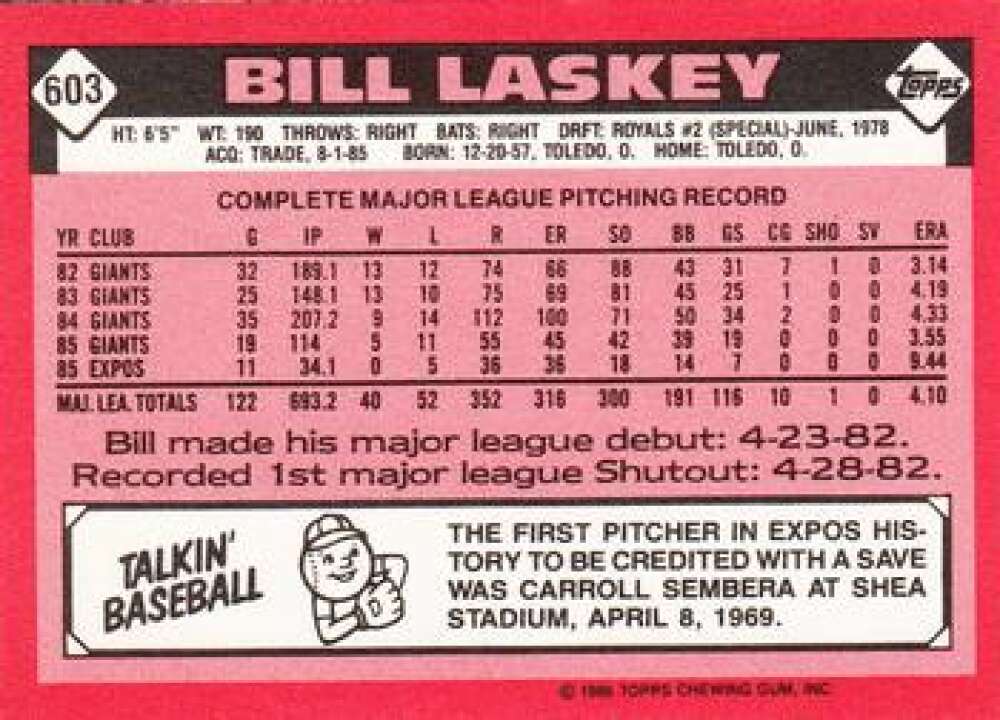 603
BILL LASKEY
topps
HT: 6'5" WT: 190 THROWS: RIGHT BATS: RIGHT DRFT: ROYALS #2 (SPECIAL)-JUNE, 1978
ACQ: TRADE, 8-1-85 BORN: 12-20-57, TOLEDO, O. HOME: TOLEDO, O.
COMPLETE MAJOR LEAGUE PITCHING RECORD
YR CLUB G IP W L R ER SO BB GS CG SHO SV ERA
82 GIANTS 32 189.1 13 12 74 66 88 43 31 7 1 0 3.14
83 GIANTS 25 148.1 13 10 75 69 81 45 25 1 0 0 4.19
84 GIANTS 35 207.2 9 14 112 100 71 50 34 2 0 0 4.33
85 GIANTS 19 114 5 11 55 45 42 39 19 0 0 0 3.55
85 EXPOS 11 34.1 0 5 36 36 18 14 7 0 0 0 9.44
MAJ. LEA. TOTALS 122 693.2 40 52 352 316 300 191 116 10 1 0 4.10
Bill made his major league debut: 4-23-82.
Recorded 1st major league Shutout: 4-28-82.
TALKIN'
BASEBALL
THE FIRST PITCHER IN EXPOS HIS-
TORY TO BE CREDITED WITH A SAVE
WAS CARROLL SEMBERA AT SHEA
STADIUM, APRIL 8, 1969.
© 1986 TOPPS CHEWING GUM, INC.